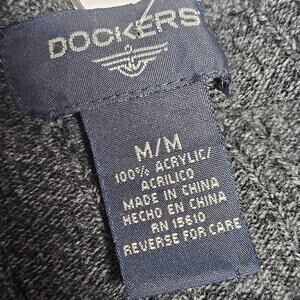 DOCKERS
M/M
100% ACRYLIC/
ACRILICO
MADE IN CHINA
HECHO EN CHINA
RN 15610
REVERSE FOR CARE